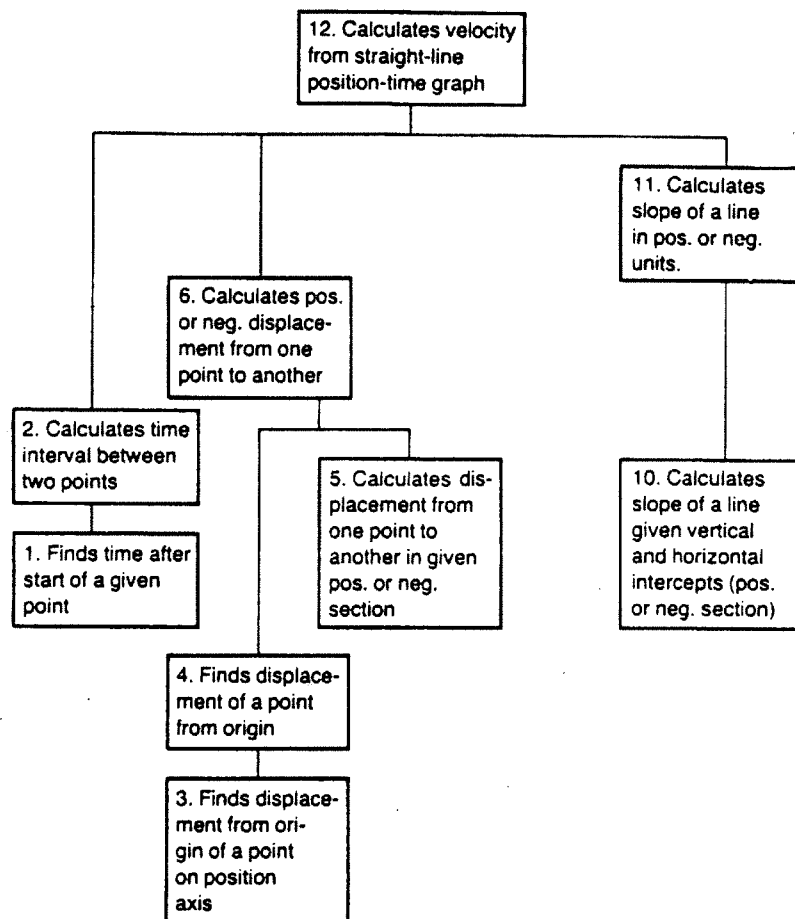 12. Calculates velocity
from straight-line
position-time graph
11. Calculates
slope of a line
in pos. or neg.
units.
6. Calculates pos.
or neg. displace-
ment from one
point to another
2. Calculates time
interval between
two points
5. Calculates dis-
placement from
one point to
another in given
pos. or neg.
section
10. Calculates
slope of a line
given vertical
and horizontal
intercepts (pos.
or neg. section)
1. Finds time after
start of a given
point
4. Finds displace-
ment of a point
from origin
3. Finds displace-
ment from ori-
gin of a point
on position
axis